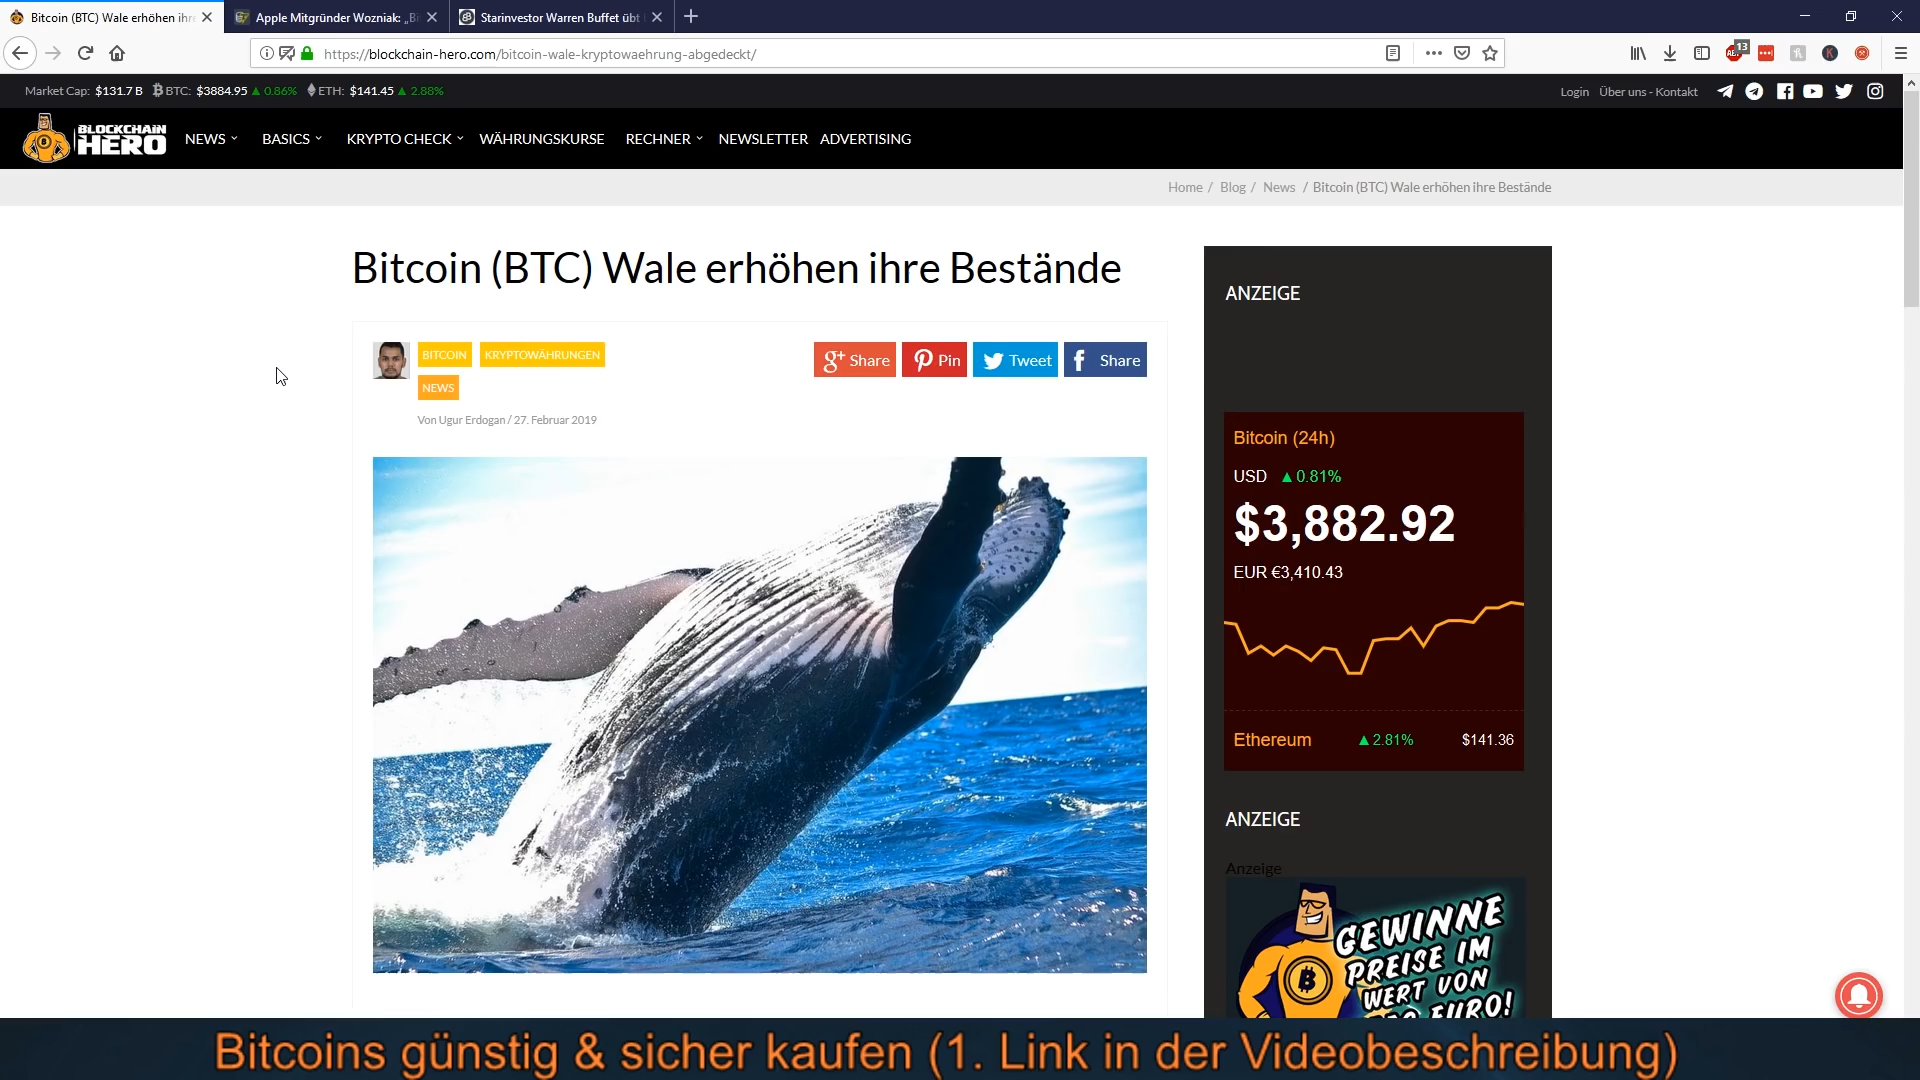 Bitcoin (BTC) Wale erhöhen ihre
Apple Mitgründer Wozniak: „Bi
Starinvestor Warren Buffet übt
https://blockchain-hero.com/bitcoin-wale-kryptowaehrung-abgedeckt/
13
Market Cap: $131.7 B BTC: $3884.95 ▲ 0.86% ETH: $141.45 ▲ 2.88%
Login Über uns - Kontakt
BLOCKCHAIN
HERO
NEWS BASICS KRYPTO CHECK WÄHRUNGSKURSE RECHNER NEWSLETTER ADVERTISING
Home / Blog / News / Bitcoin (BTC) Wale erhöhen ihre Bestände
Bitcoin (BTC) Wale erhöhen ihre Bestände
BITCOIN KRYPTOWÄHRUNGEN
NEWS
Von Ugur Erdogan / 27. Februar 2019
Share Pin Tweet Share
ANZEIGE
Bitcoin (24h)
USD ▲ 0.81%
$3,882.92
EUR €3,410.43
Ethereum ▲ 2.81% $141.36
ANZEIGE
Anzeige
GEWINNE
PREISE IM
WERT VON
EURO!
Bitcoins günstig & sicher kaufen (1. Link in der Videobeschreibung)